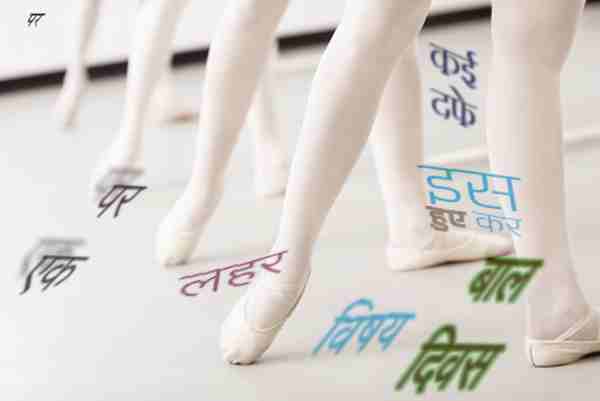 पर
कई
दफे
पर
इस
हुए कर
एक
लहर
बाल
विषय
दिवस